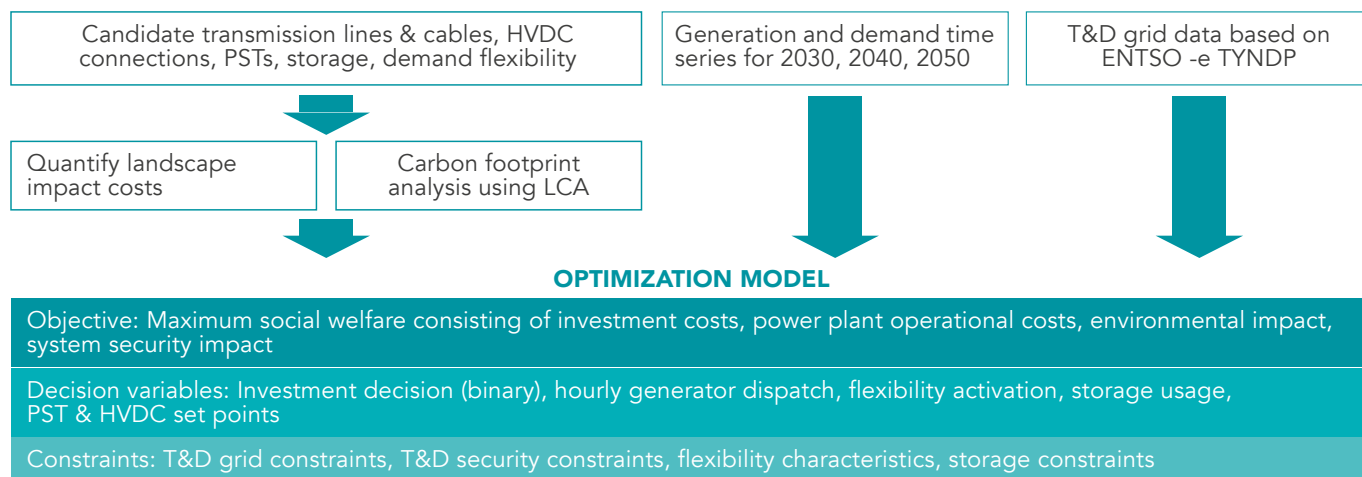 Candidate transmission lines & cables, HVDC
connections, PSTs, storage, demand flexibility
Generation and demand time
series for 2030, 2040, 2050
T&D grid data based on
ENTSO -e TYNDP
Quantify landscape
impact costs
Carbon footprint
analysis using LCA
OPTIMIZATION MODEL
Objective: Maximum social welfare consisting of investment costs, power plant operational costs, environmental impact,
system security impact
Decision variables: Investment decision (binary), hourly generator dispatch, flexibility activation, storage usage,
PST & HVDC set points
Constraints: T&D grid constraints, T&D security constraints, flexibility characteristics, storage constraints